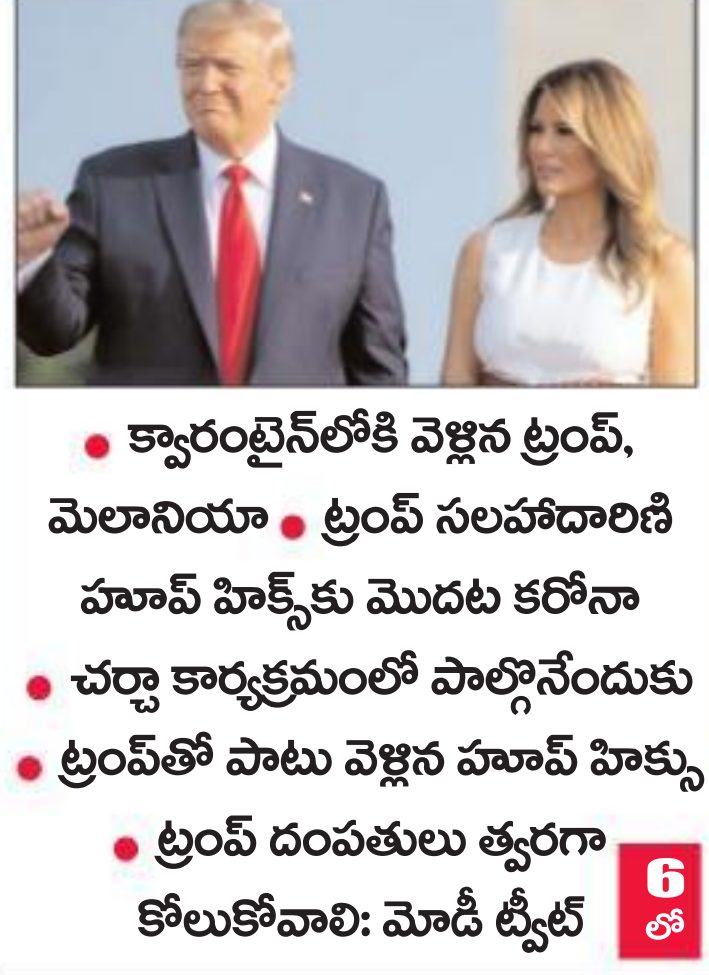 • క్వారంటైన్‌లోకి వెళ్లిన ట్రంప్,
మెలానియా • ట్రంప్ సలహాదారిణి
హూప్ హిక్స్‌కు మొదట కరోనా
• చర్చా కార్యక్రమంలో పాల్గొనేందుకు
• ట్రంప్‌తో పాటు వెళ్లిన హూప్ హిక్సు
• ట్రంప్ దంపతులు త్వరగా
కోలుకోవాలి: మోడీ ట్వీట్
6
లో